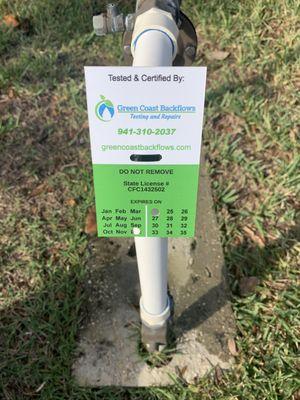 Tested & Certified By:
Green Coast Backflows
Testing and Repairs
941-310-2037
greencoastbackflows.com
DO NOT REMOVE
State License #
CFC1432502
EXPIRES ON
Jan Feb Mar 25 26
Apr May Jun 27 28 29
Jul Aug Sep 30 31 32
Oct Nov 33 34 35